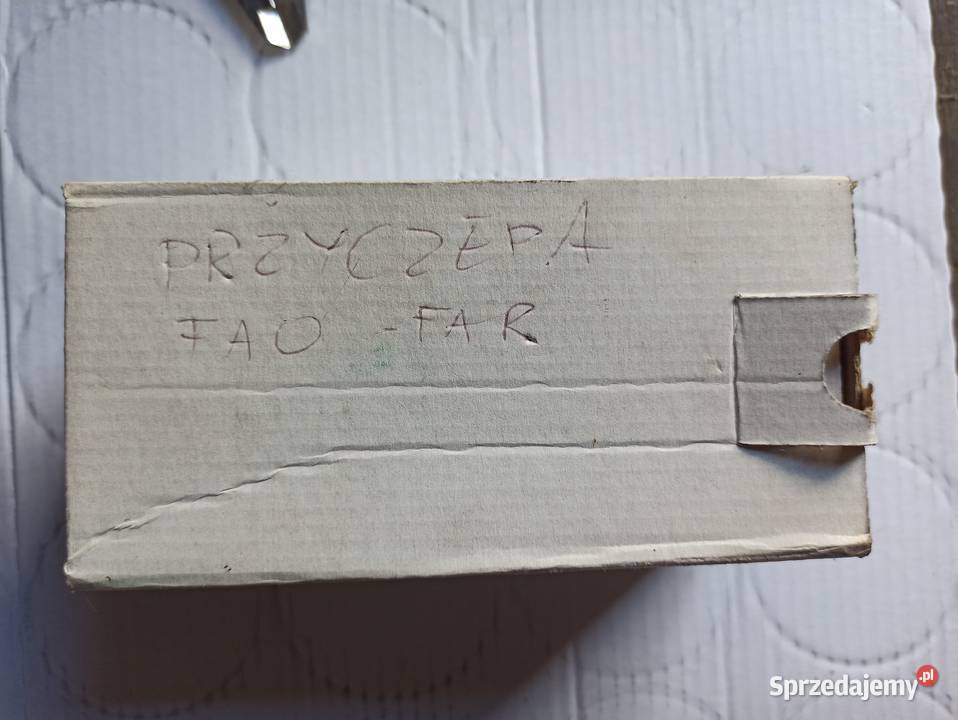 PRZYCZEPA
FAO - FAR
Sprzedajemy.pl